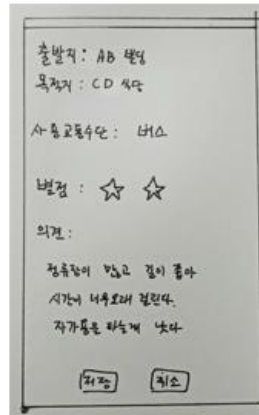 출발지 : AB 빌딩
목적지 : CD 식당
사용교통수단 : 버스
별점 : ☆ ☆
의견 :
정류장이 많고 길이 좁아
시간이 너무오래 걸린다.
자가용을 타는게 낫다
저장 취소